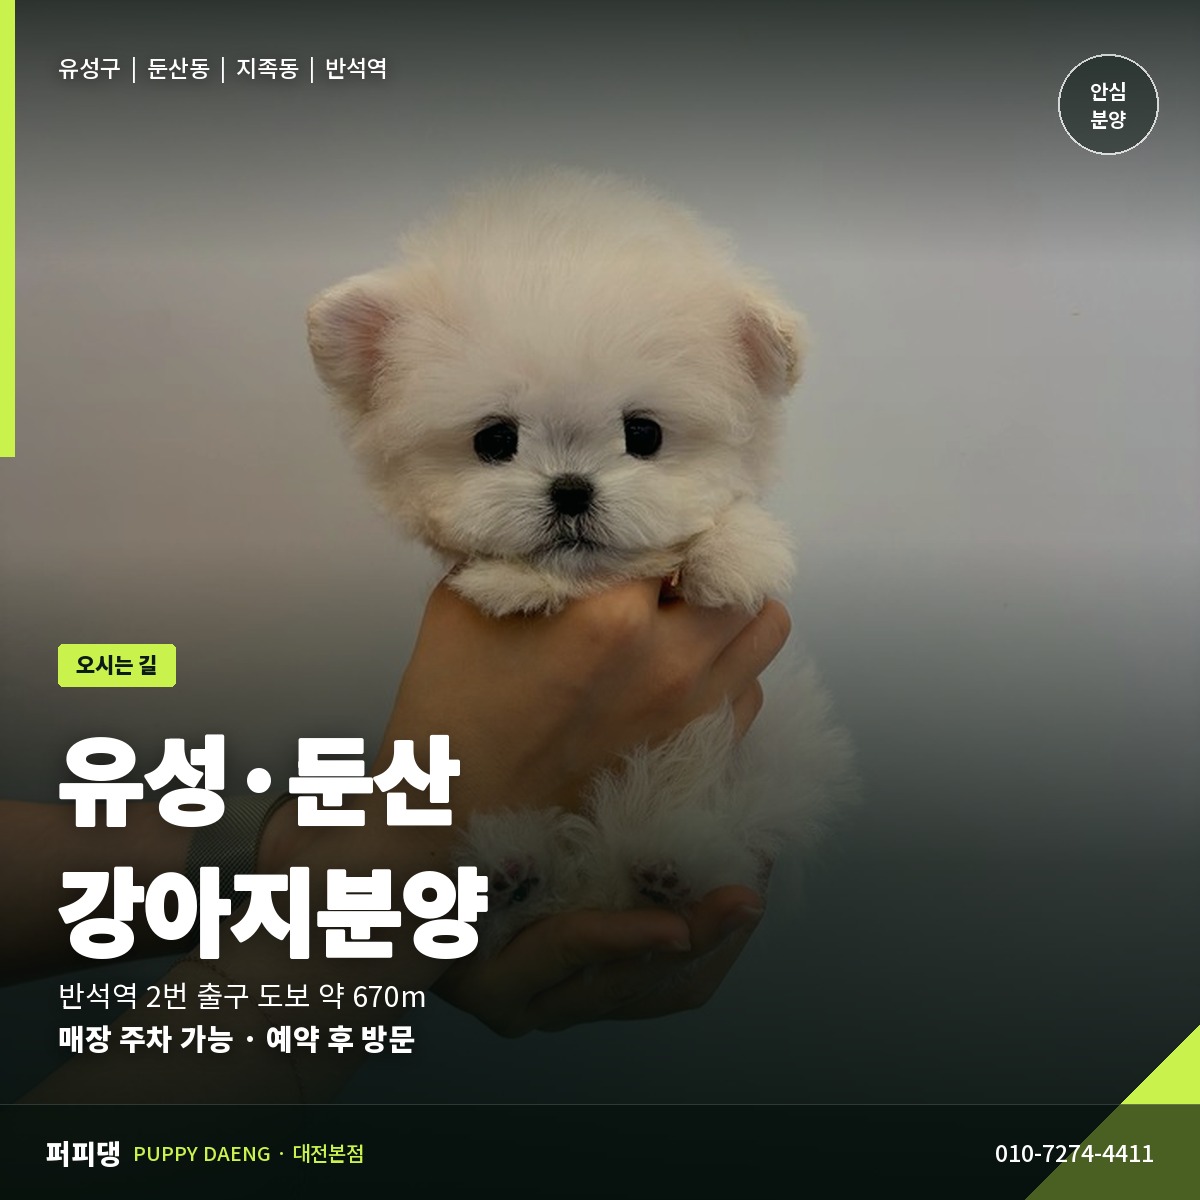 유성구 | 둔산동 | 지족동 | 반석역
안심
분양
오시는 길
유성·둔산
강아지분양
반석역 2번 출구 도보 약 670m
매장 주차 가능 · 예약 후 방문
퍼피댕 PUPPY DAENG · 대전본점
010-7274-4411